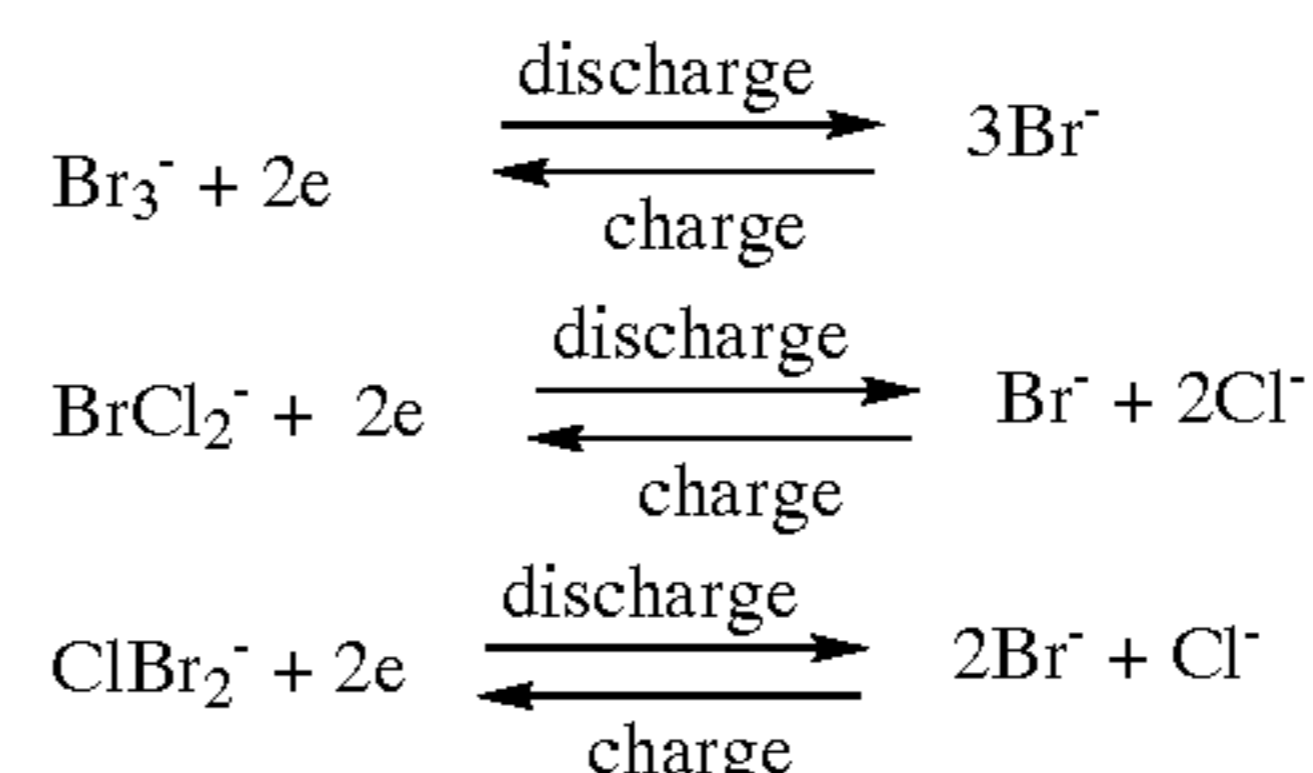 discharge
Br₃⁻ + 2e 3Br⁻
charge
discharge
BrCl₂⁻ + 2e Br⁻ + 2Cl⁻
charge
discharge
ClBr₂⁻ + 2e 2Br⁻ + Cl⁻
charge